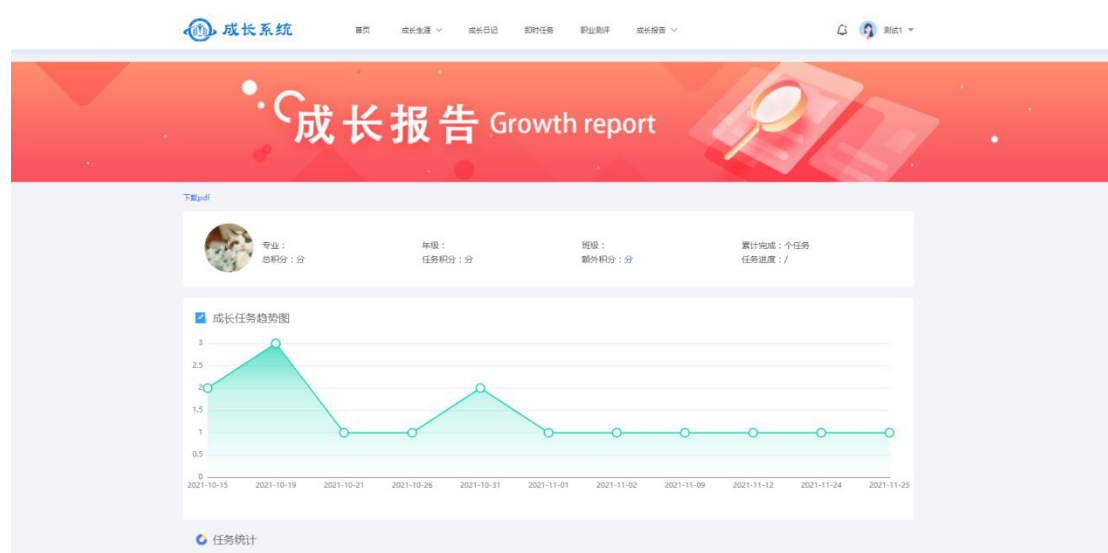 成长系统 首页 成长生涯 成长日记 即时任务 职业测评 成长报告 测试1
成长报告 Growth report
下载pdf
专业： 年级： 班级： 累计完成：个任务
总积分：分 任务积分：分 额外积分：分 任务进度：/
成长任务趋势图
3
2.5
2
1.5
1
0.5
0
2021-10-15 2021-10-19 2021-10-21 2021-10-26 2021-10-31 2021-11-01 2021-11-02 2021-11-09 2021-11-12 2021-11-24 2021-11-25
任务统计